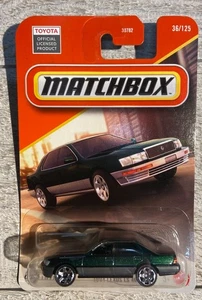 TOYOTA
OFFICIAL
LICENSED
PRODUCT
36/125
MATCHBOX